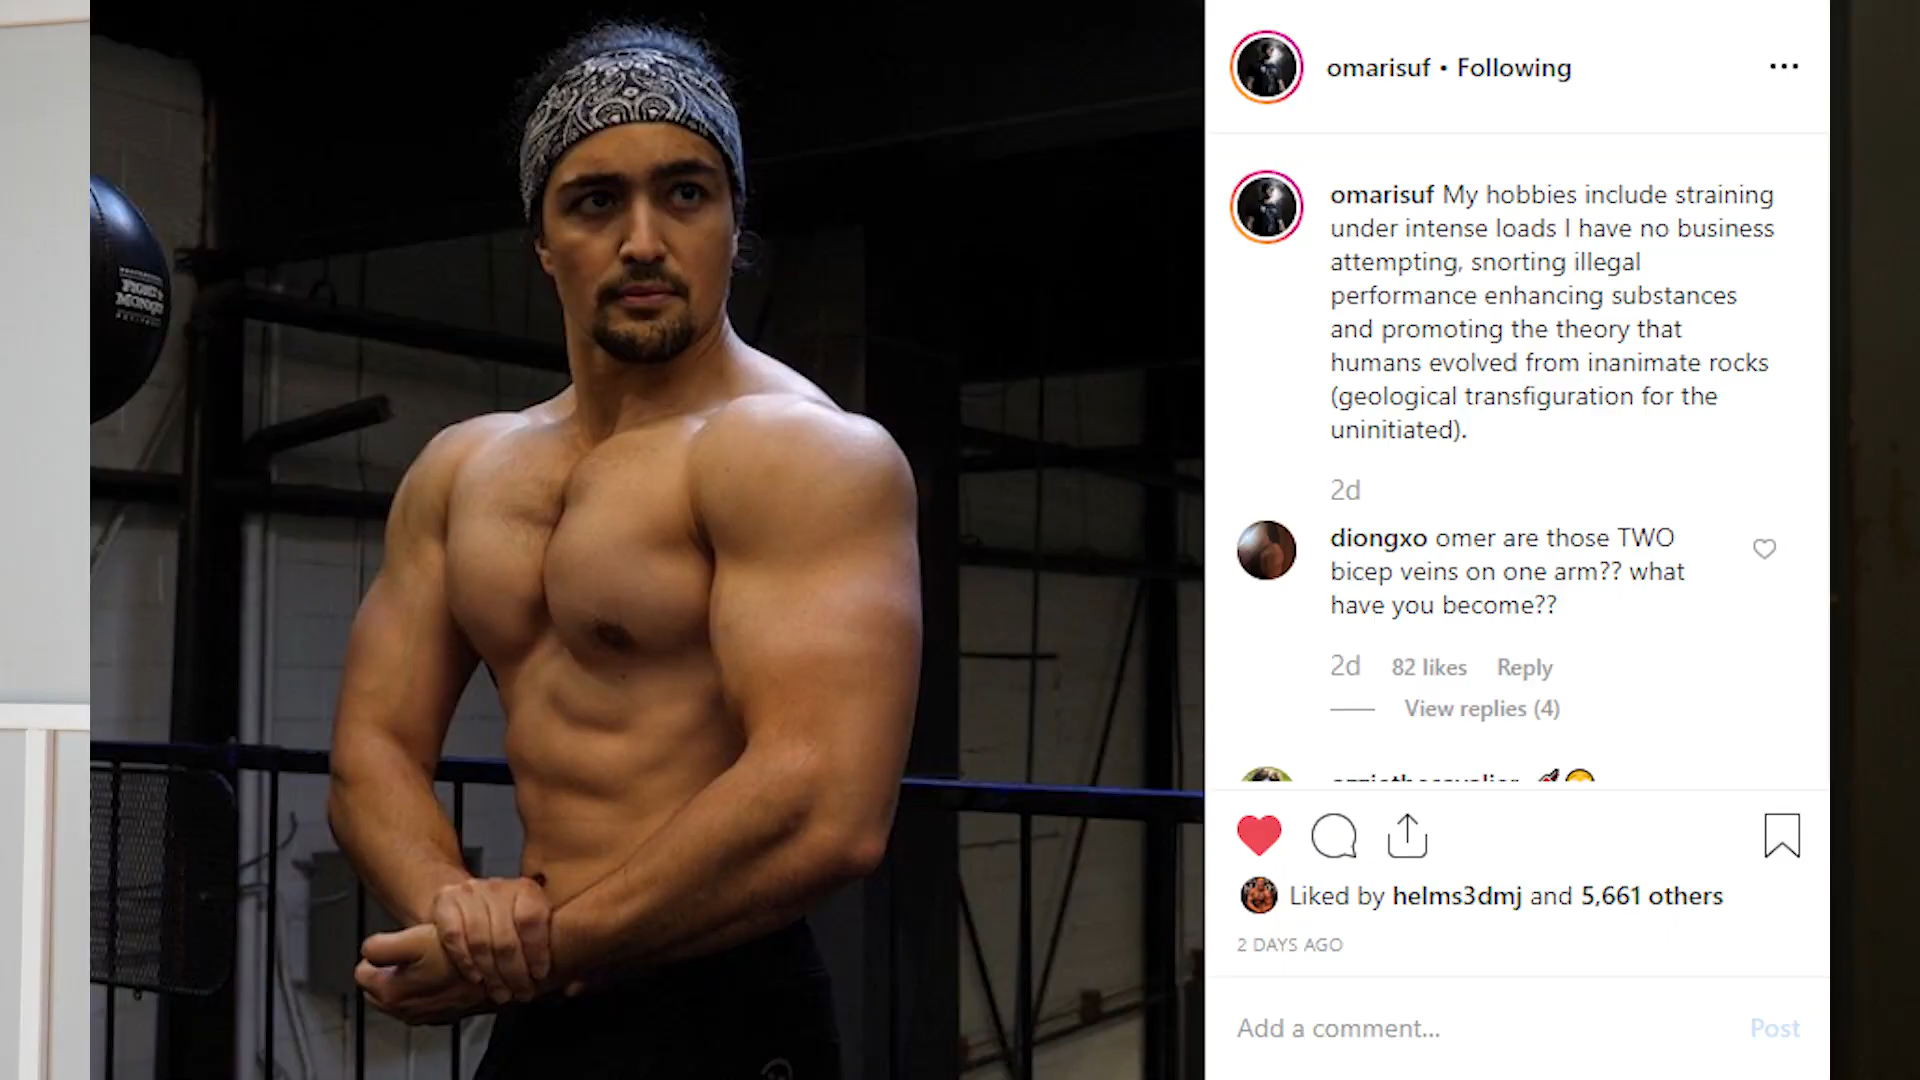 FIGHT
MONKEY
omarisuf • Following
omarisuf My hobbies include straining
under intense loads I have no business
attempting, snorting illegal
performance enhancing substances
and promoting the theory that
humans evolved from inanimate rocks
(geological transfiguration for the
uninitiated).
2d
diongxo omer are those TWO
bicep veins on one arm?? what
have you become??
2d 82 likes Reply
View replies (4)
Liked by helms3dmj and 5,661 others
2 DAYS AGO
Add a comment... Post